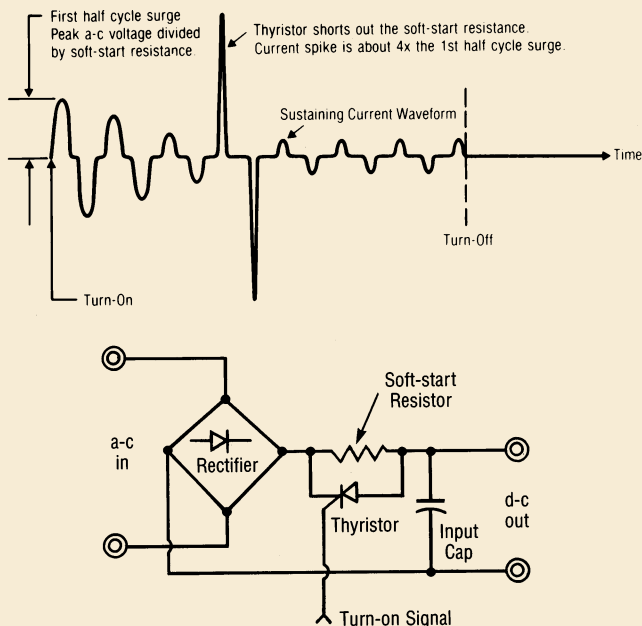 First half cycle surge
Peak a-c voltage divided
by soft-start resistance.
Thyristor shorts out the soft-start resistance.
Current spike is about 4x the 1st half cycle surge.
Sustaining Current Waveform
Time
Turn-Off
Turn-On
Soft-start
Resistor
a-c
in
Rectifier
Thyristor
Input
Cap
d-c
out
Turn-on Signal